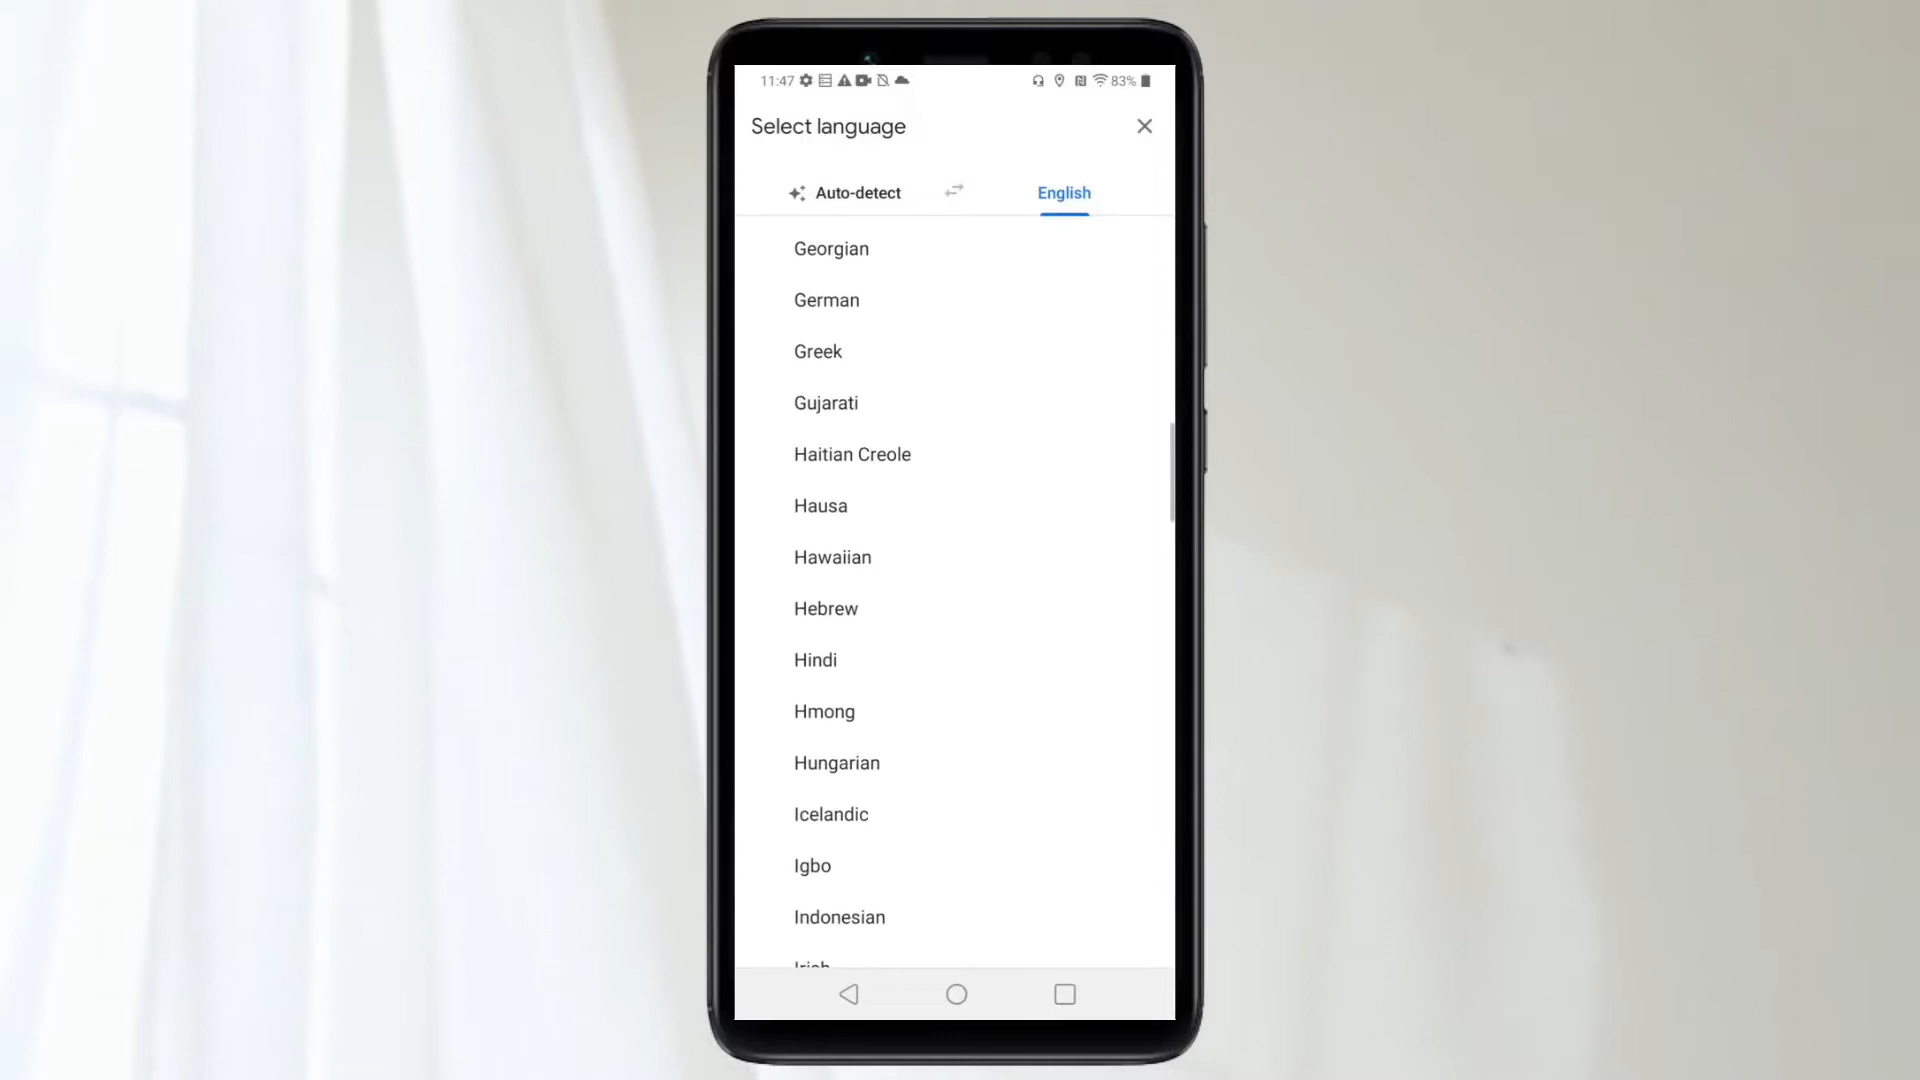 11:47 83%
Select language
Auto-detect English
Georgian
German
Greek
Gujarati
Haitian Creole
Hausa
Hawaiian
Hebrew
Hindi
Hmong
Hungarian
Icelandic
Igbo
Indonesian
Irish